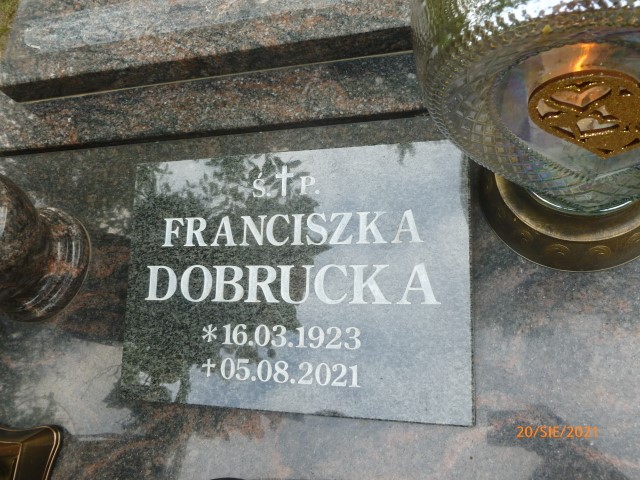 Ś.✝P.
FRANCISZKA
DOBRUCKA
*16.03.1923
✝05.08.2021
20/SIE/2021